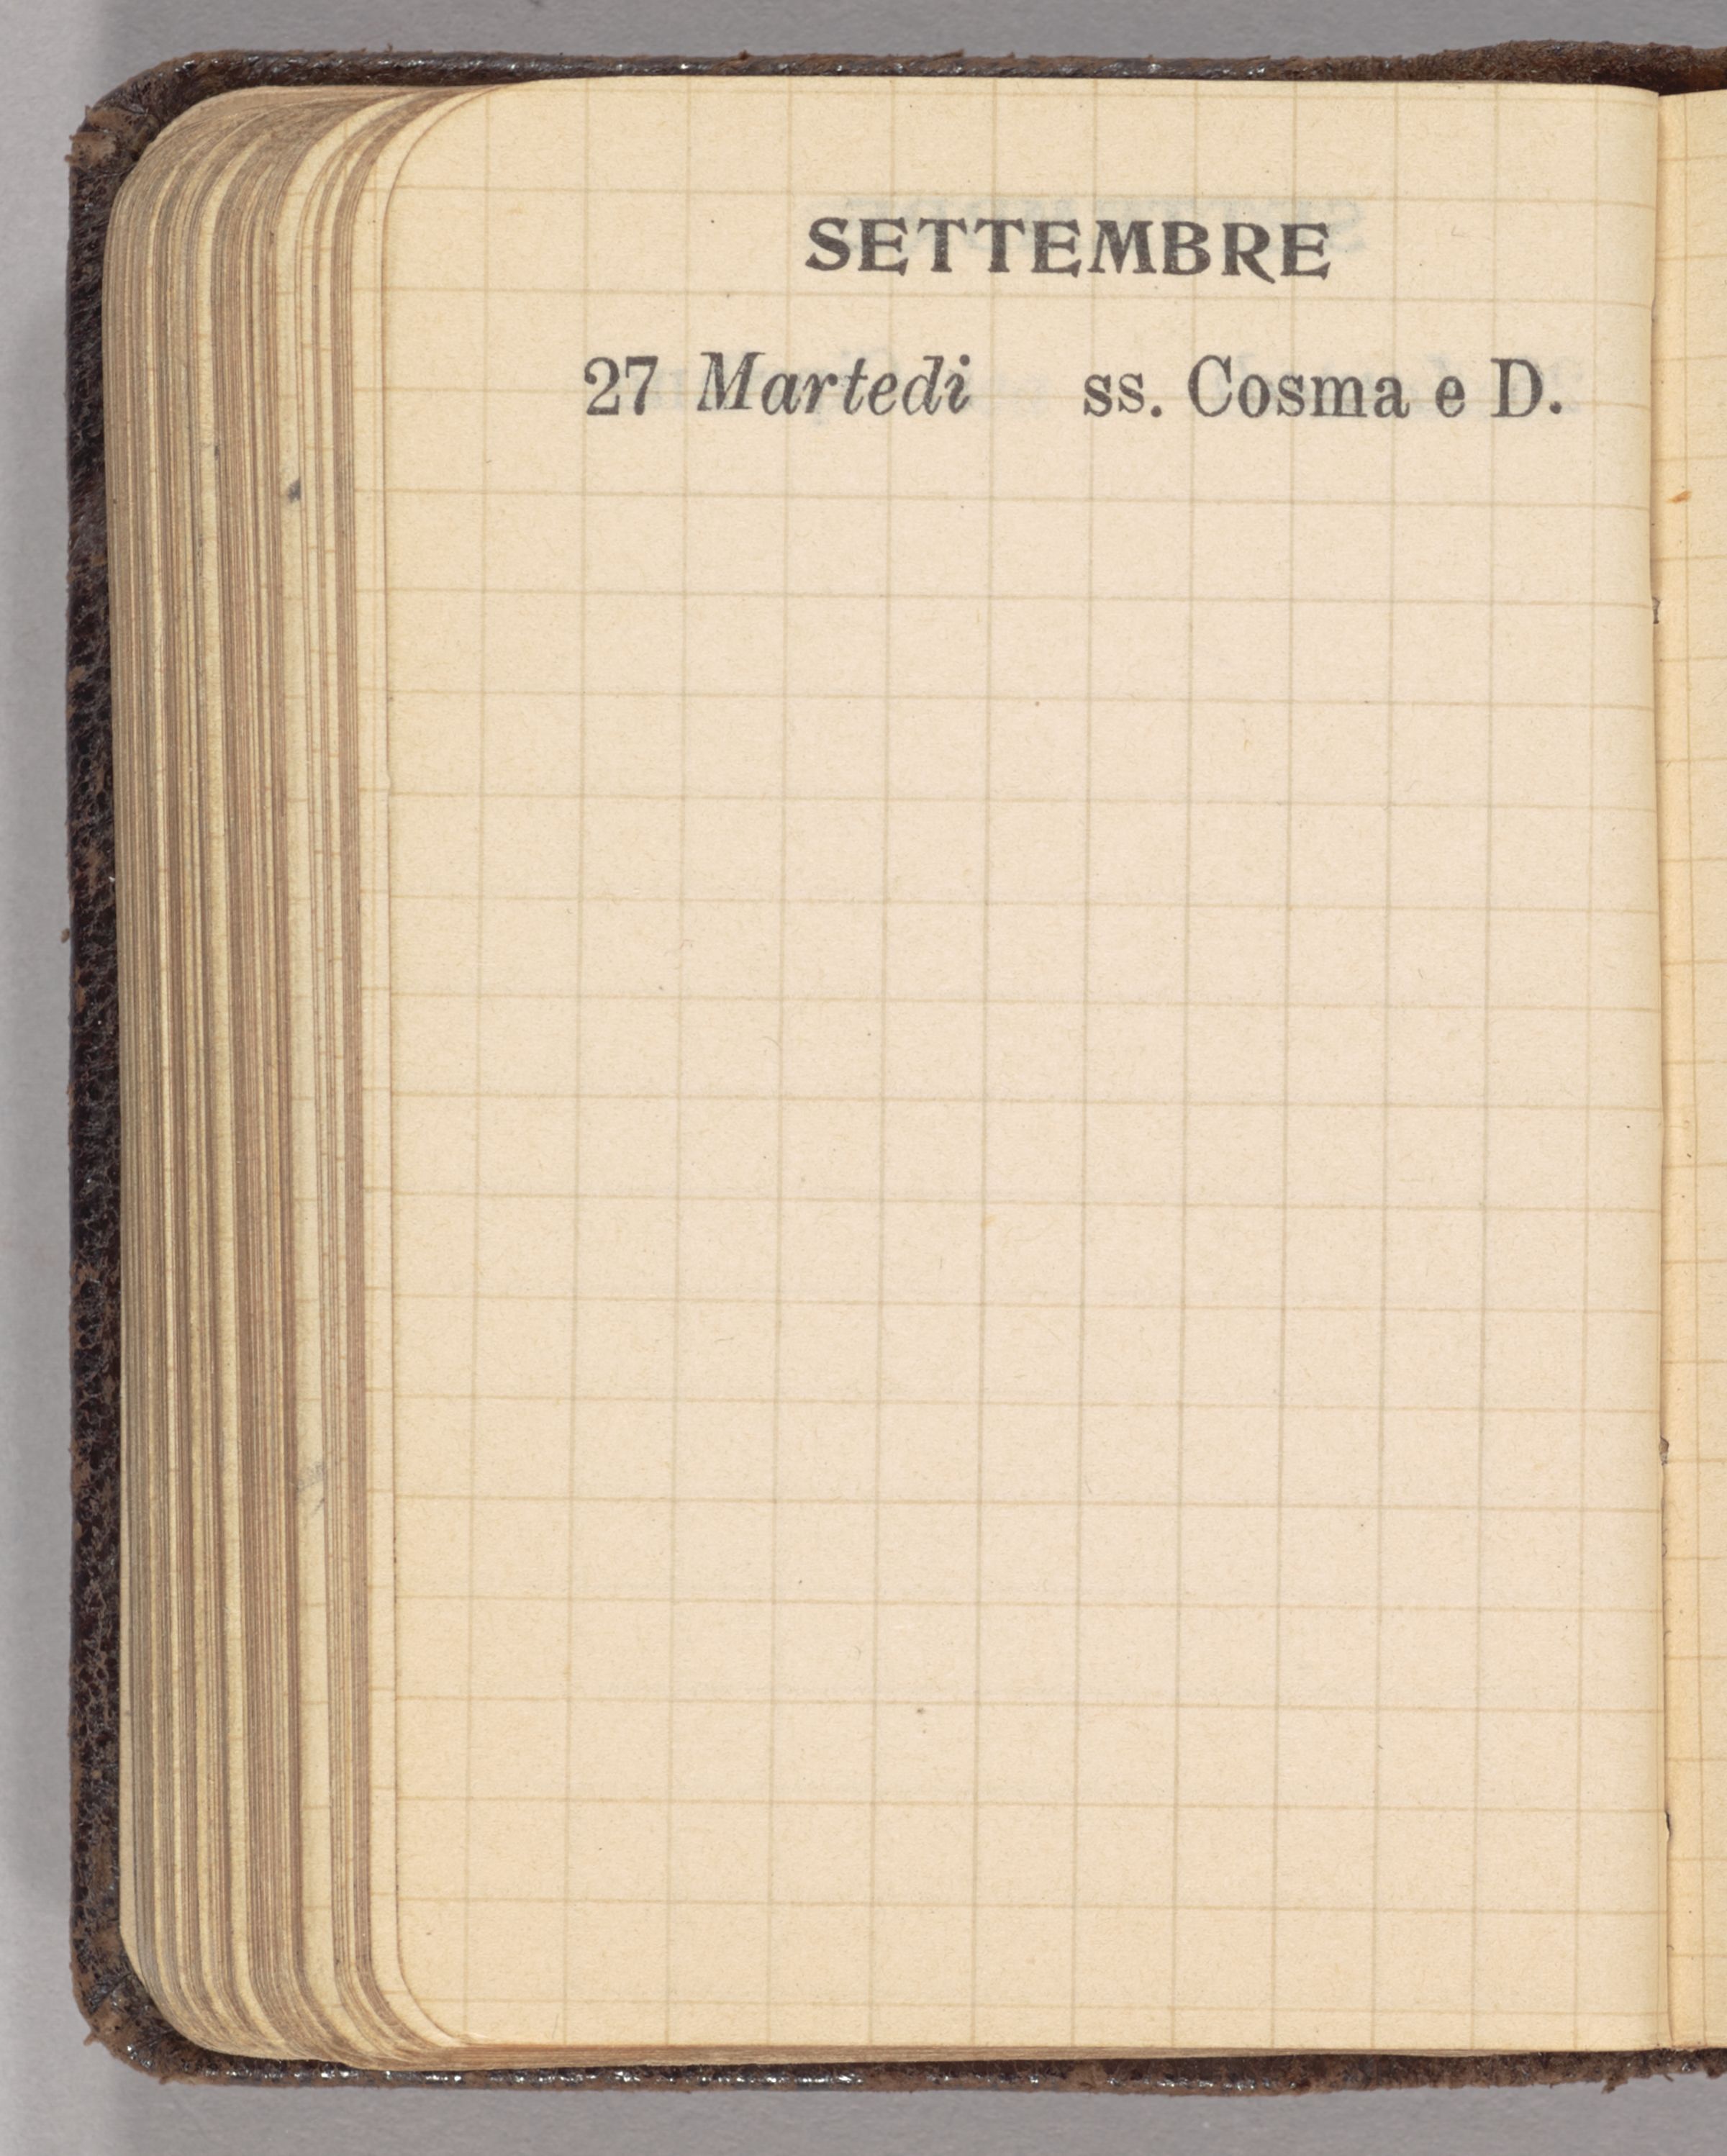 SETTEMBRE
27 Martedi ss. Cosma e D.